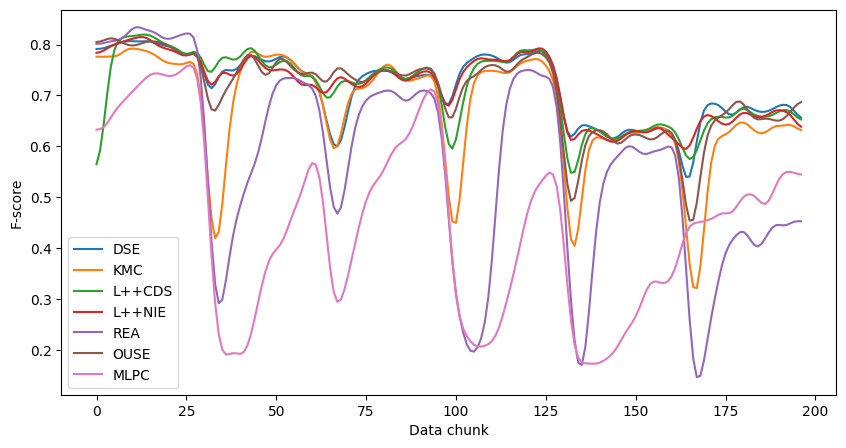 F-score
0.8
0.7
0.6
0.5
0.4
0.3
0.2
DSE
KMC
L++CDS
L++NIE
REA
OUSE
MLPC
0 25 50 75 100 125 150 175 200
Data chunk